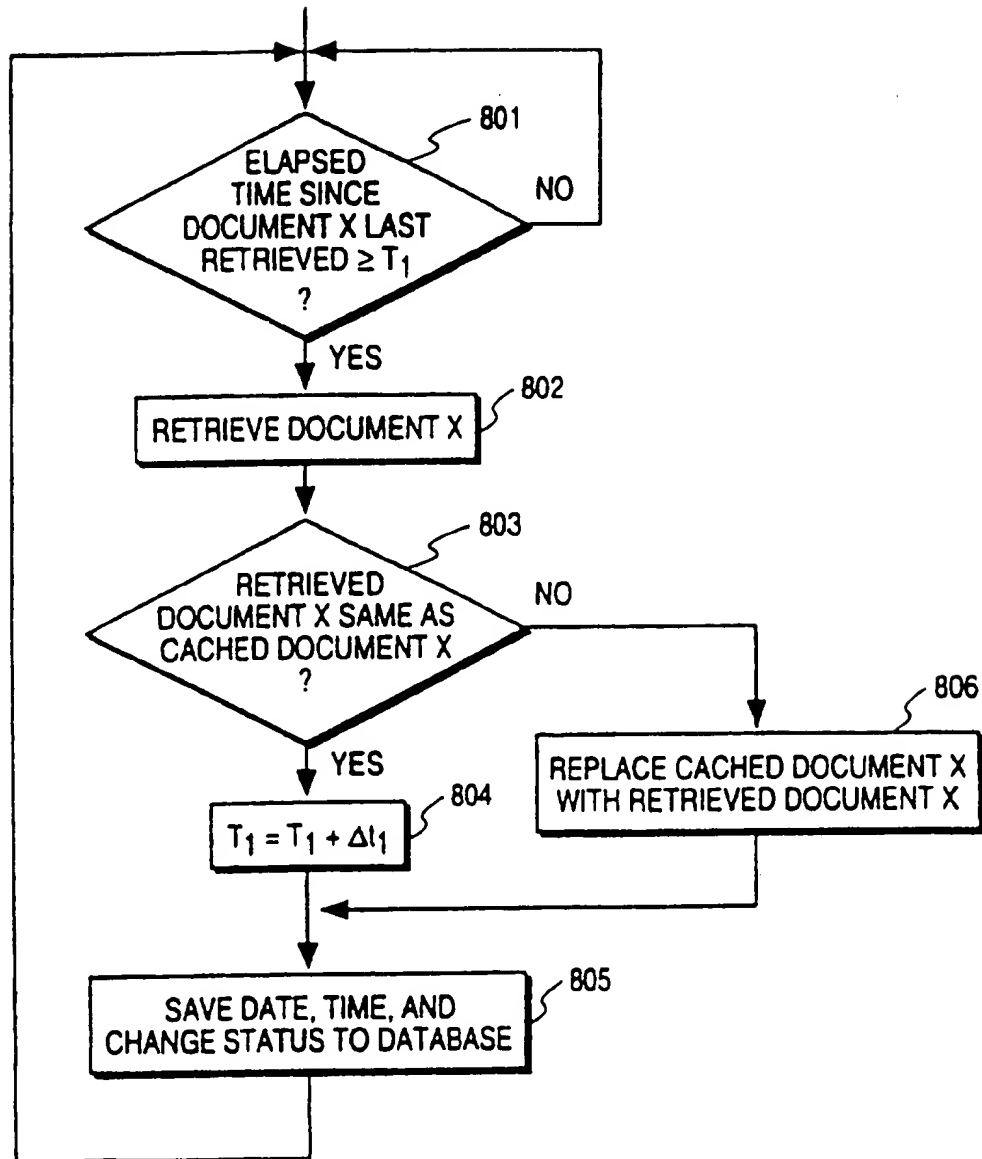 801
ELAPSED
TIME SINCE
DOCUMENT X LAST
RETRIEVED ≥ T1
?
NO
YES
802
RETRIEVE DOCUMENT X
803
RETRIEVED
DOCUMENT X SAME AS
CACHED DOCUMENT X
?
NO
YES
806
REPLACE CACHED DOCUMENT X
WITH RETRIEVED DOCUMENT X
804
T1 = T1 + Δt1
805
SAVE DATE, TIME, AND
CHANGE STATUS TO DATABASE